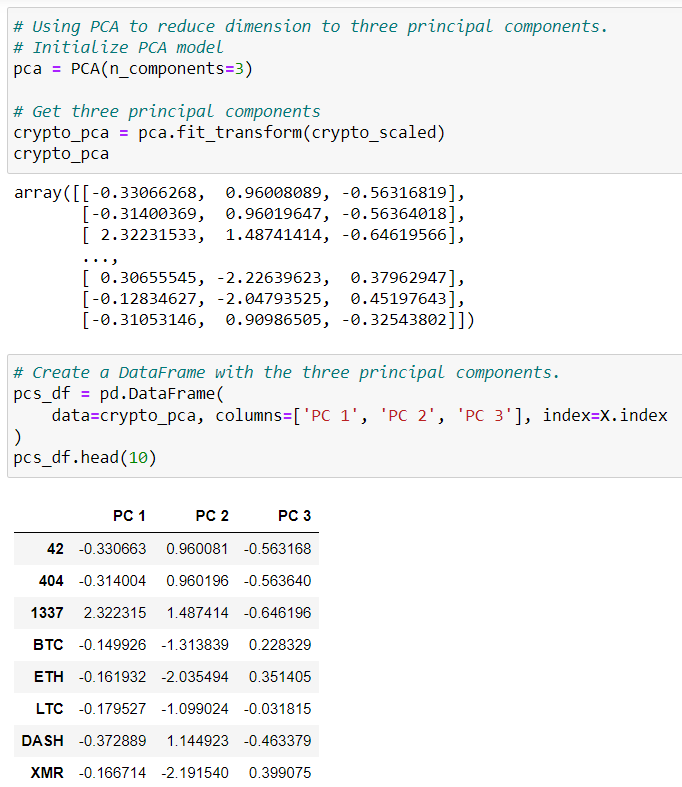 # Using PCA to reduce dimension to three principal components.
# Initialize PCA model
pca = PCA(n_components=3)
# Get three principal components
crypto_pca = pca.fit_transform(crypto_scaled)
crypto_pca
array([[-0.33066268,  0.96008089, -0.56316819],
       [-0.31400369,  0.96019647, -0.56364018],
       [ 2.32231533,  1.48741414, -0.64619566],
       ...,
       [ 0.30655545, -2.22639623,  0.37962947],
       [-0.12834627, -2.04793525,  0.45197643],
       [-0.31053146,  0.90986505, -0.32543802]])
# Create a DataFrame with the three principal components.
pcs_df = pd.DataFrame(
    data=crypto_pca, columns=['PC 1', 'PC 2', 'PC 3'], index=X.index
)
pcs_df.head(10)
PC 1 PC 2 PC 3
42 -0.330663 0.960081 -0.563168
404 -0.314004 0.960196 -0.563640
1337 2.322315 1.487414 -0.646196
BTC -0.149926 -1.313839 0.228329
ETH -0.161932 -2.035494 0.351405
LTC -0.179527 -1.099024 -0.031815
DASH -0.372889 1.144923 -0.463379
XMR -0.166714 -2.191540 0.399075